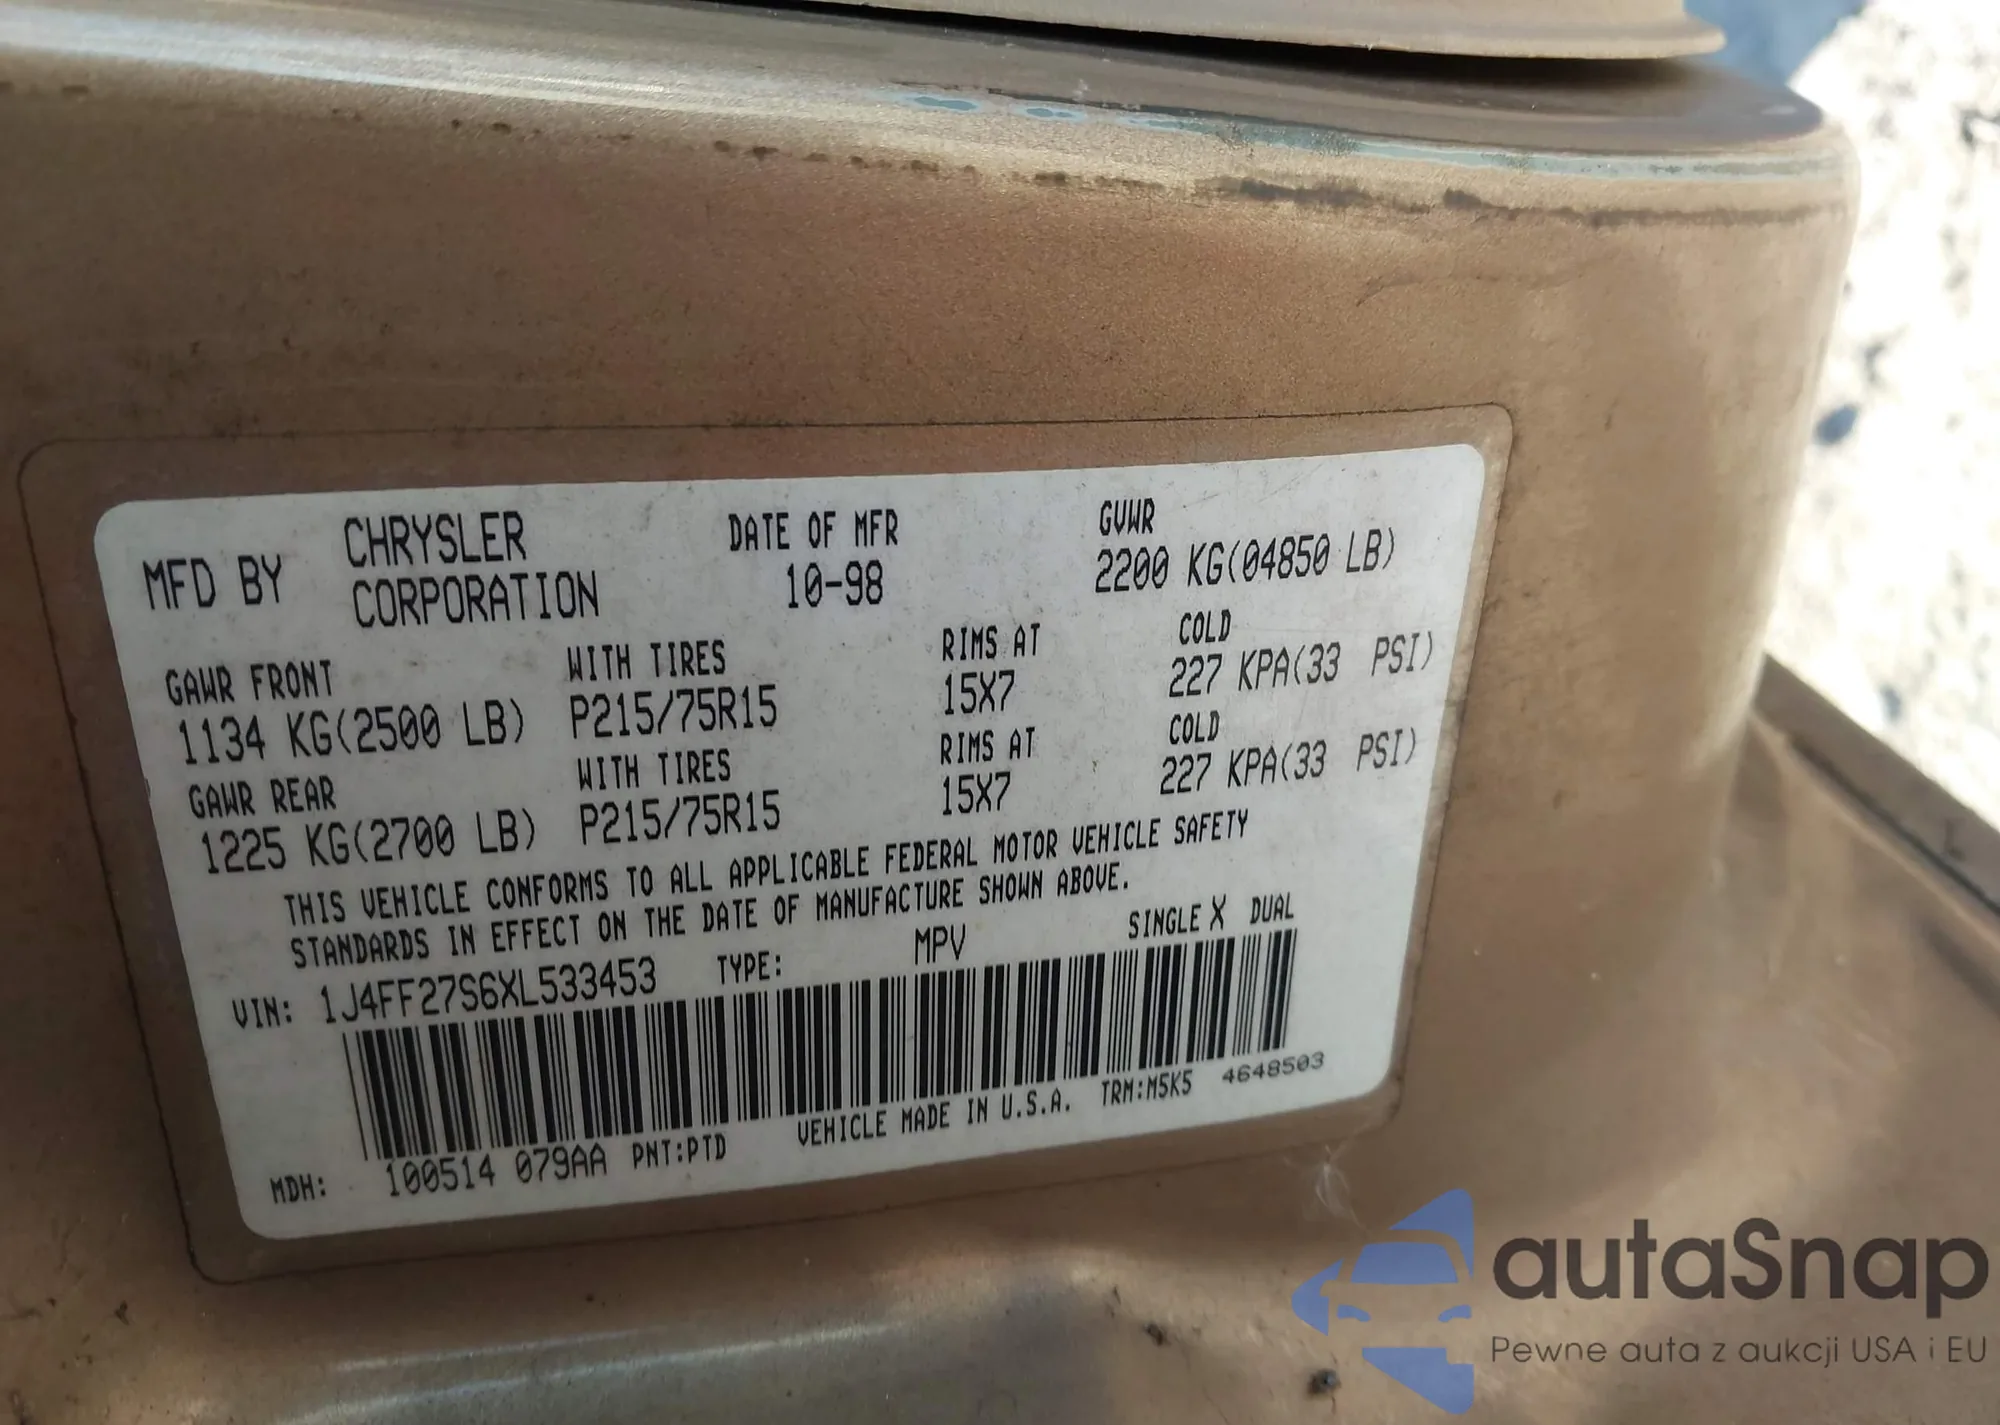 MFD BY CHRYSLER CORPORATION
DATE OF MFR 10-98
GVWR 2200 KG(04850 LB)
GAWR FRONT WITH TIRES RIMS AT COLD
1134 KG(2500 LB) P215/75R15 15X7 227 KPA(33 PSI)
GAWR REAR WITH TIRES RIMS AT COLD
1225 KG(2700 LB) P215/75R15 15X7 227 KPA(33 PSI)
THIS VEHICLE CONFORMS TO ALL APPLICABLE FEDERAL MOTOR VEHICLE SAFETY
STANDARDS IN EFFECT ON THE DATE OF MANUFACTURE SHOWN ABOVE.
VIN: 1J4FF27S6XL533453 TYPE: MPV SINGLE X DUAL
MDH: 100514 079AA PNT:PTD VEHICLE MADE IN U.S.A. TRM:M5K5 4648503
autaSnap
Pewne auta z aukcji USA i EU